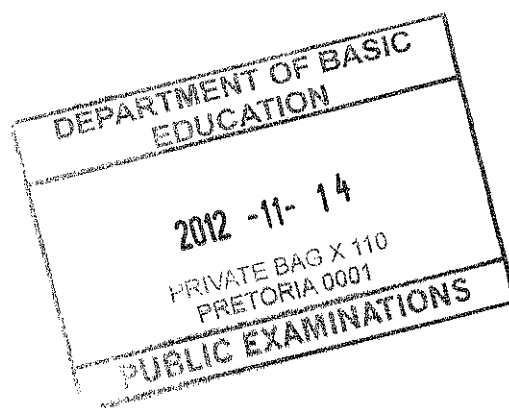 DEPARTMENT OF BASIC
EDUCATION
2012 -11- 14
PRIVATE BAG X 110
PRETORIA 0001
PUBLIC EXAMINATIONS